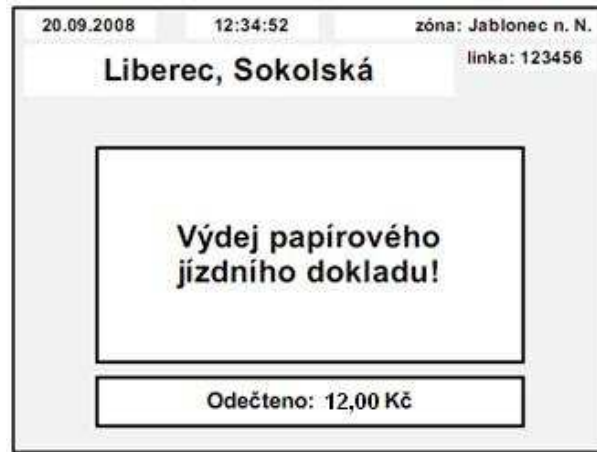 20.09.2008 12:34:52 zóna: Jablonec n. N.
Liberec, Sokolská linka: 123456
Výdej papírového
jízdního dokladu!
Odečteno: 12,00 Kč